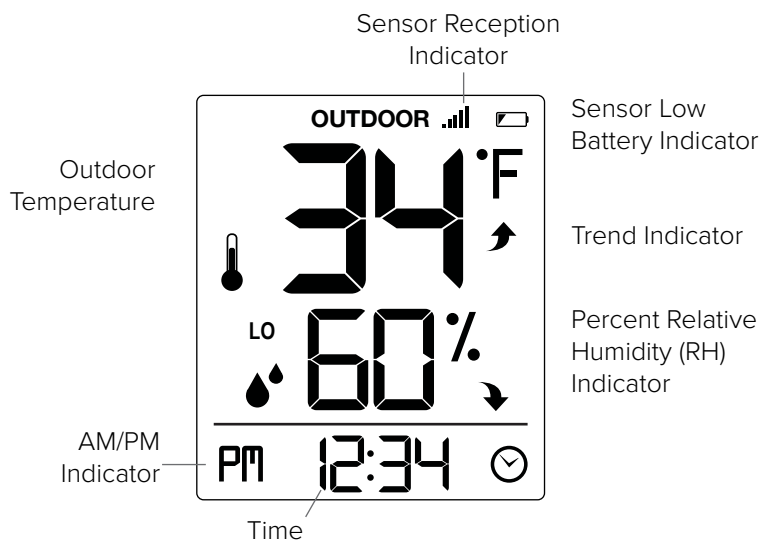 Sensor Reception
Indicator
OUTDOOR
Sensor Low
Battery Indicator
Outdoor
Temperature
34 °F
Trend Indicator
LO
60%
Percent Relative
Humidity (RH)
Indicator
AM/PM
Indicator
PM 12:34
Time